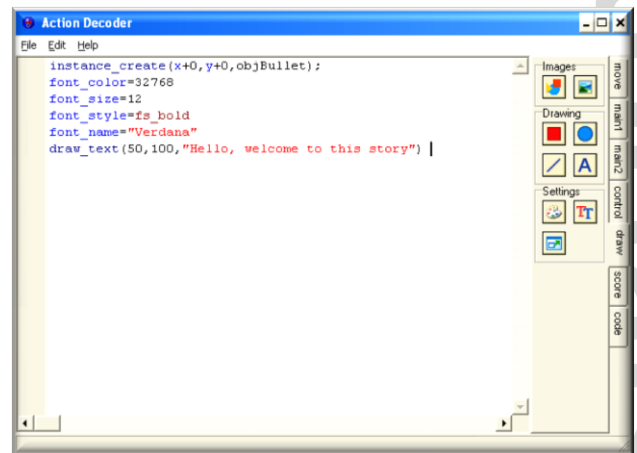 Action Decoder
File Edit Help
instance_create(x+0,y+0,objBullet);
font_color=32768
font_size=12
font_style=fs_bold
font_name="Verdana"
draw_text(50,100,"Hello, welcome to this story")
Images
Drawing
A
Settings
TT
move
main1
main2
control
draw
score
code